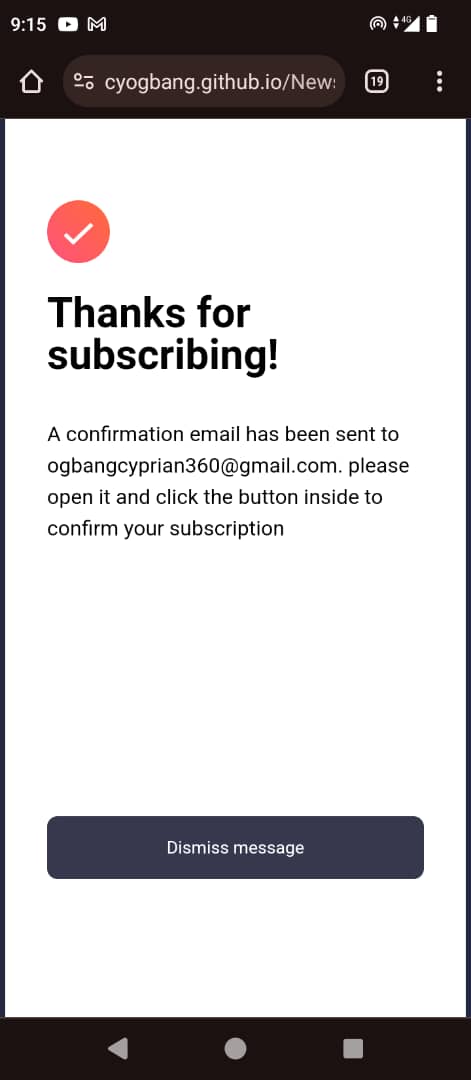 9:15
4G
cyogbang.github.io/News
19
Thanks for
subscribing!
A confirmation email has been sent to
ogbangcyprian360@gmail.com. please
open it and click the button inside to
confirm your subscription
Dismiss message